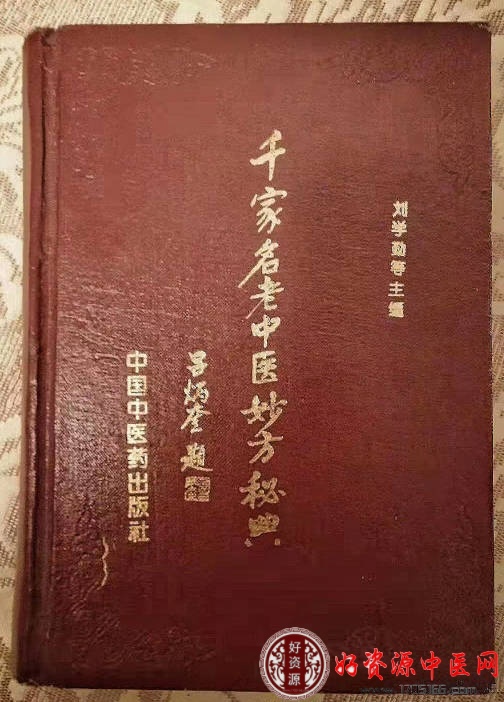 刘学勤等主编
千家名老中医妙方秘典
吕炳奎题
中国中医药出版社
好资源
好资源中医网